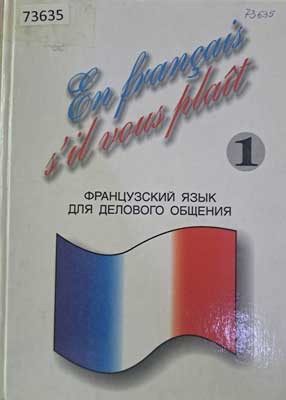 73635
73635
En français
s'il vous plaît
1
ФРАНЦУЗСКИЙ ЯЗЫК
ДЛЯ ДЕЛОВОГО ОБЩЕНИЯ